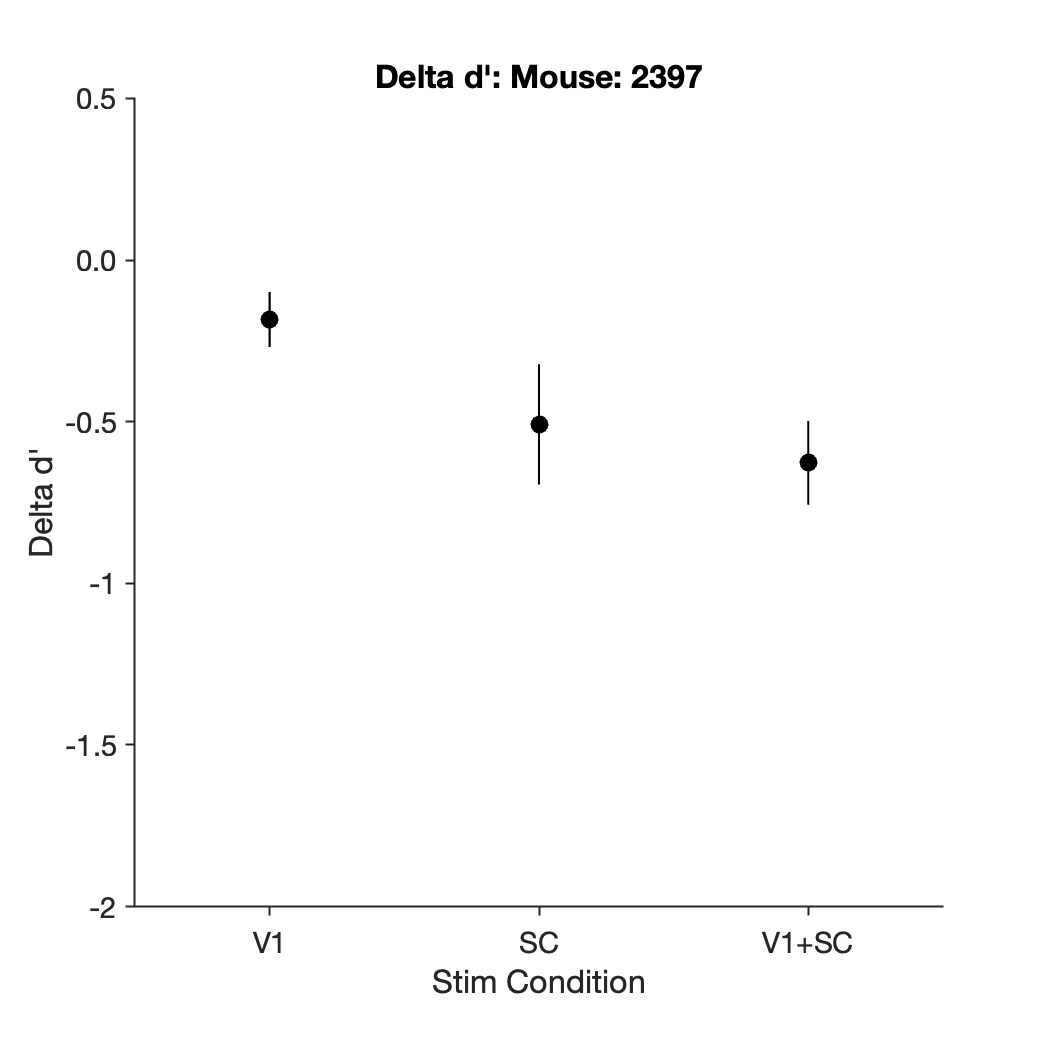 Delta d': Mouse: 2397
0.5
0.0
-0.5
-1
-1.5
-2
Delta d'
V1
SC
V1+SC
Stim Condition